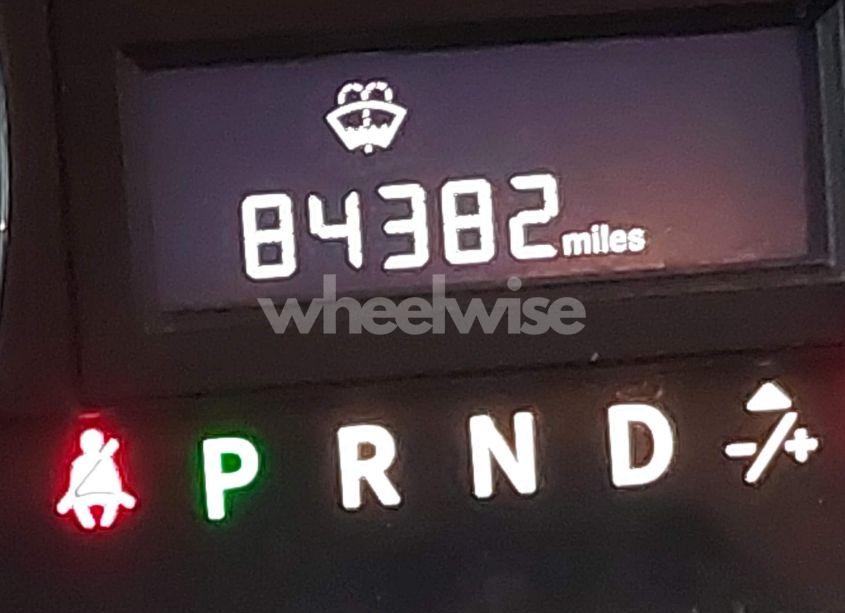 84382 miles
wheelwise
P R N D -/+